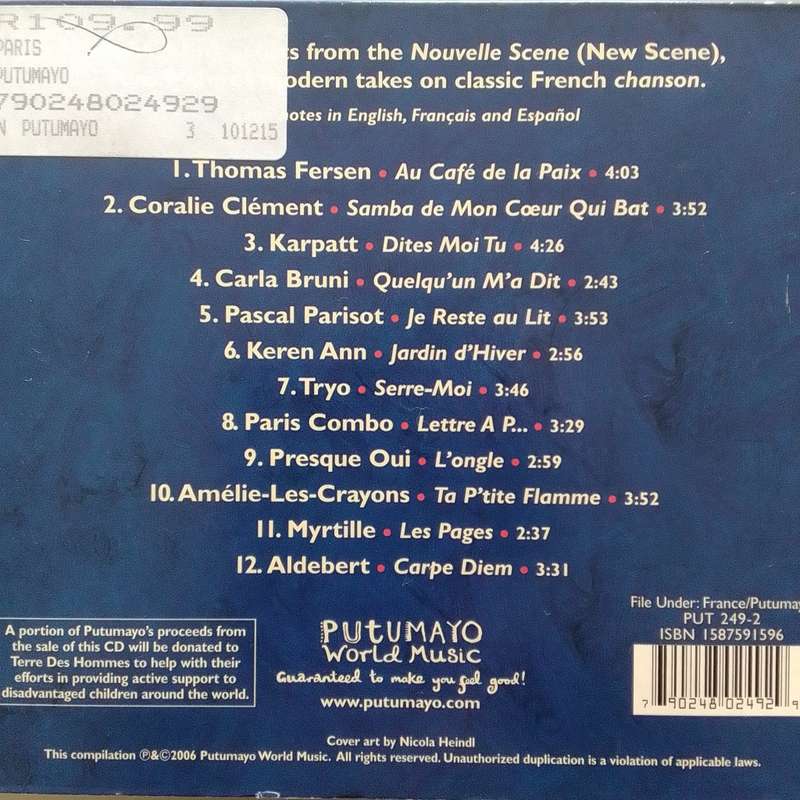 R109.99
PARIS
PUTUMAYO
790248024929
N PUTUMAYO 3 101215
from the Nouvelle Scene (New Scene),
takes on classic French chanson.
in English, Français and Español
1. Thomas Fersen • Au Café de la Paix • 4:03
2. Coralie Clément • Samba de Mon Cœur Qui Bat • 3:52
3. Karpatt • Dites Moi Tu • 4:26
4. Carla Bruni • Quelqu'un M'a Dit • 2:43
5. Pascal Parisot • Je Reste au Lit • 3:53
6. Keren Ann • Jardin d'Hiver • 2:56
7. Tryo • Serre-Moi • 3:46
8. Paris Combo • Lettre A P... • 3:29
9. Presque Oui • L'ongle • 2:59
10. Amélie-Les-Crayons • Ta P'tite Flamme • 3:52
11. Myrtille • Les Pages • 2:37
12. Aldebert • Carpe Diem • 3:31
A portion of Putumayo's proceeds from
the sale of this CD will be donated to
Terre Des Hommes to help with their
efforts in providing active support to
disadvantaged children around the world.
PUTUMAYO
World Music
Guaranteed to make you feel good!
www.putumayo.com
File Under: France/Putumay
PUT 249-2
ISBN 1587591596
7 90248 02492 9
Cover art by Nicola Heindl
This compilation ℗&©2006 Putumayo World Music. All rights reserved. Unauthorized duplication is a violation of applicable laws.